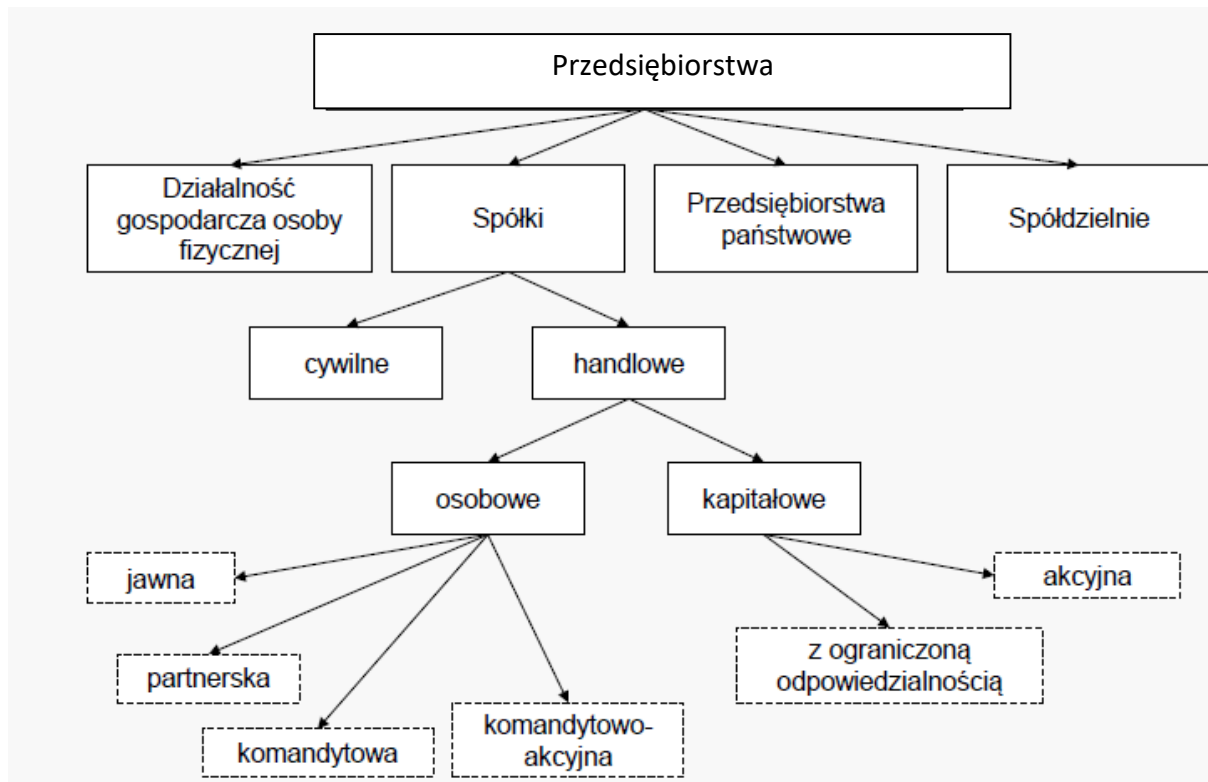 Przedsiębiorstwa
Działalność
gospodarcza osoby
fizycznej
Spółki
Przedsiębiorstwa
państwowe
Spółdzielnie
cywilne
handlowe
osobowe
kapitałowe
jawna
akcyjna
partnerska
z ograniczoną
odpowiedzialnością
komandytowa
komandytowo-
akcyjna